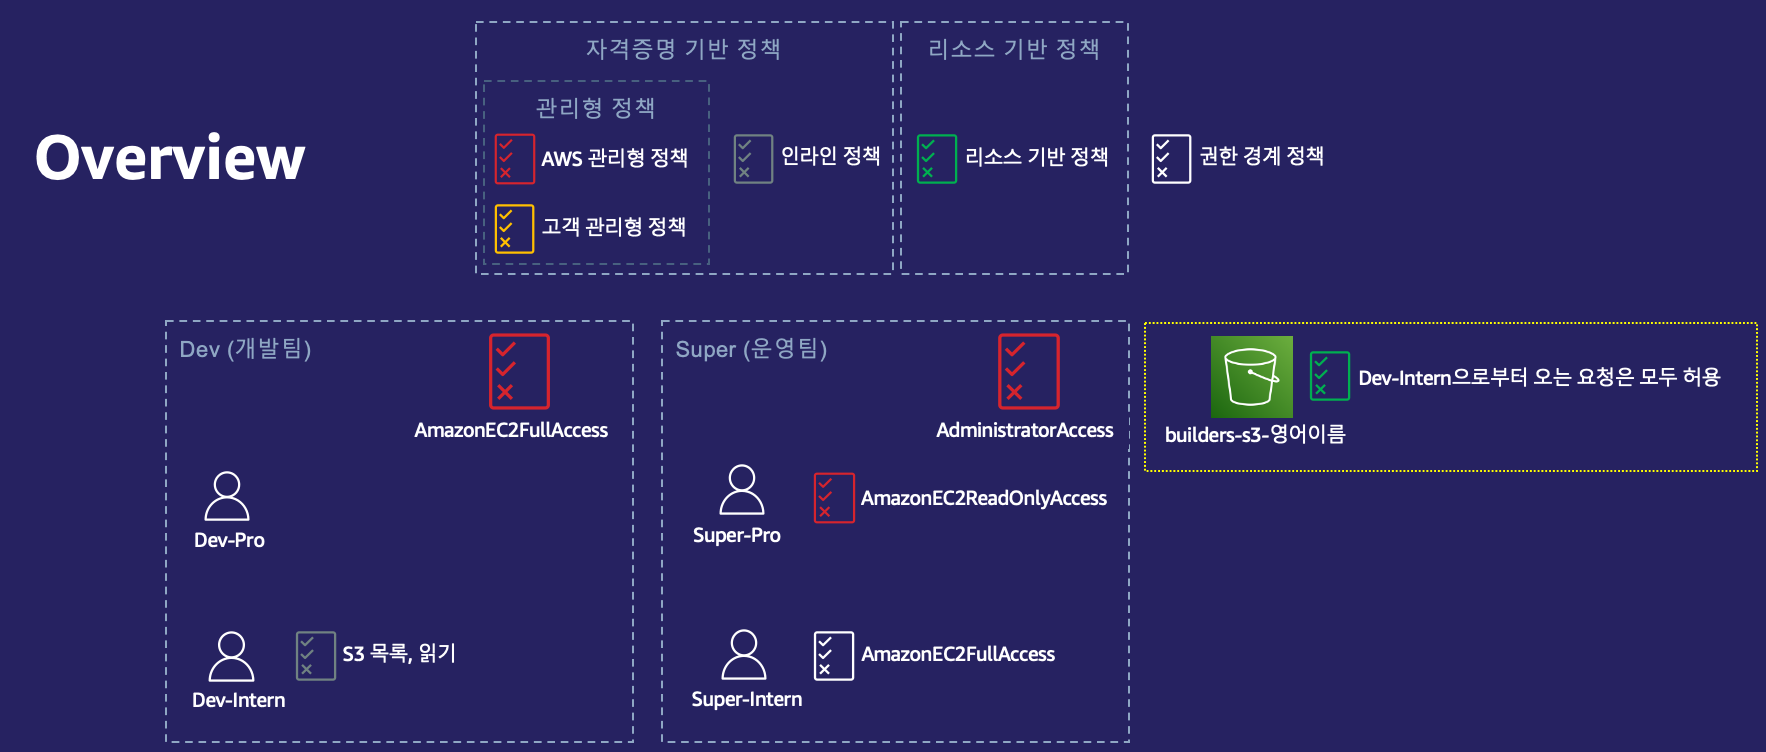 Overview
자격증명 기반 정책
관리형 정책
AWS 관리형 정책
고객 관리형 정책
인라인 정책
리소스 기반 정책
리소스 기반 정책
권한 경계 정책
Dev (개발팀)
AmazonEC2FullAccess
Dev-Pro
Dev-Intern
S3 목록, 읽기
Super (운영팀)
AdministratorAccess
Super-Pro
AmazonEC2ReadOnlyAccess
Super-Intern
AmazonEC2FullAccess
Dev-Intern으로부터 오는 요청은 모두 허용
builders-s3-영어이름